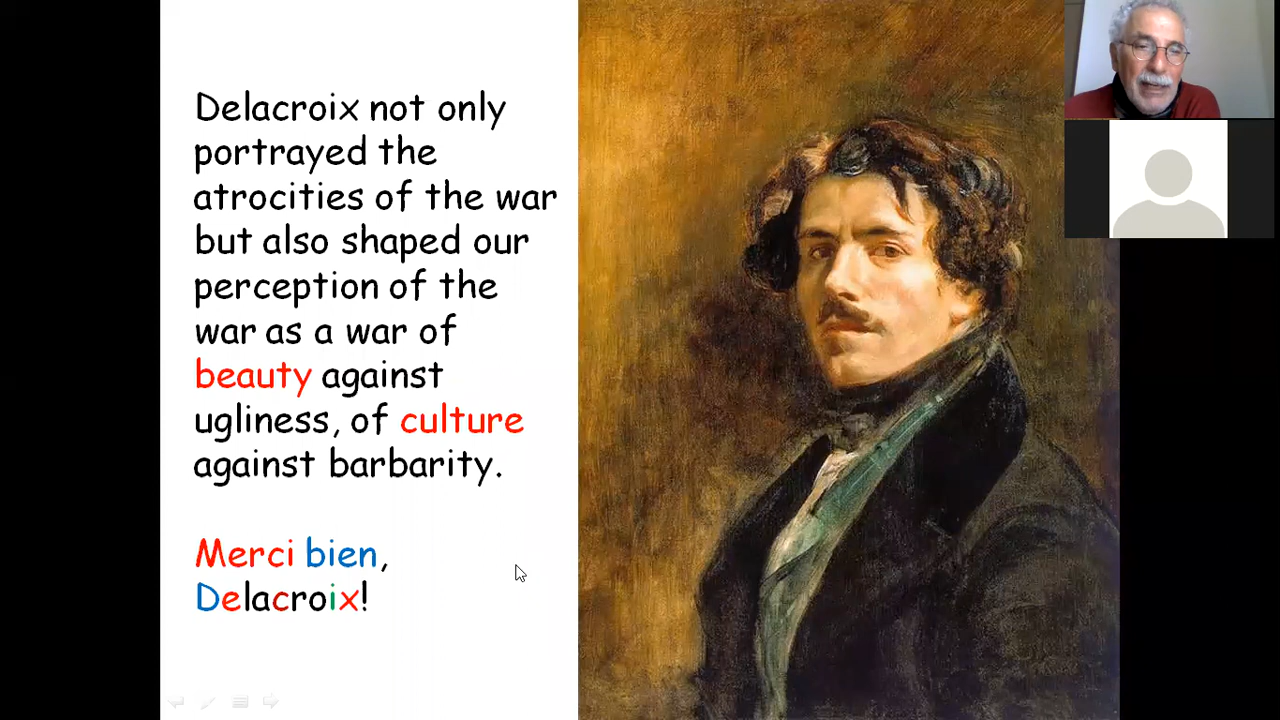 Delacroix not only
portrayed the
atrocities of the war
but also shaped our
perception of the
war as a war of
beauty against
ugliness, of culture
against barbarity.
Merci bien,
Delacroix!